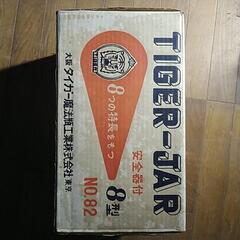 TIGER-JAR
TIGER
8つの特長をもつ
安全器付
8型
NO.82
大阪 タイガー魔法瓶工業株式会社 東京